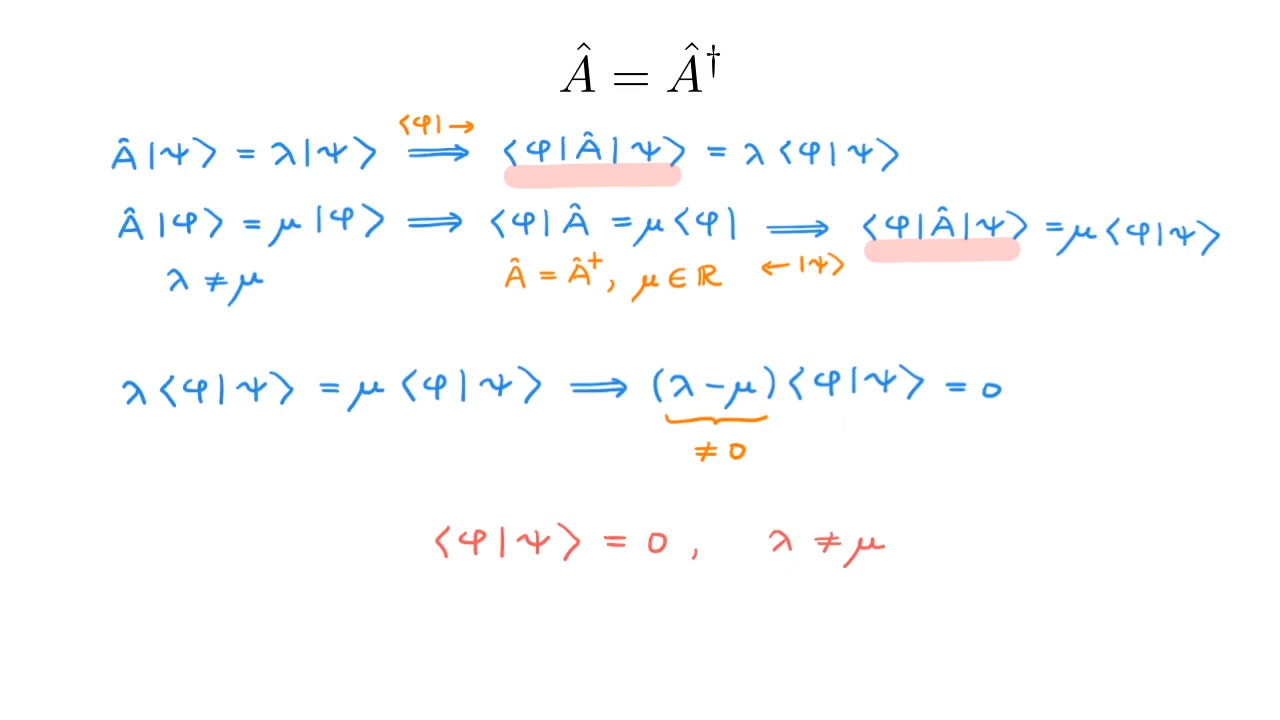 Â = Â†
Â|ψ⟩ = λ|ψ⟩ ⟨φ|→ ⟹ ⟨φ|Â|ψ⟩ = λ⟨φ|ψ⟩
Â|φ⟩ = μ|φ⟩ ⟹ ⟨φ|Â = μ⟨φ| ⟹ ⟨φ|Â|ψ⟩ = μ⟨φ|ψ⟩
λ ≠ μ Â = Â†, μ ∈ ℝ ←|ψ⟩
λ⟨φ|ψ⟩ = μ⟨φ|ψ⟩ ⟹ (λ − μ)⟨φ|ψ⟩ = 0
≠ 0
⟨φ|ψ⟩ = 0, λ ≠ μ